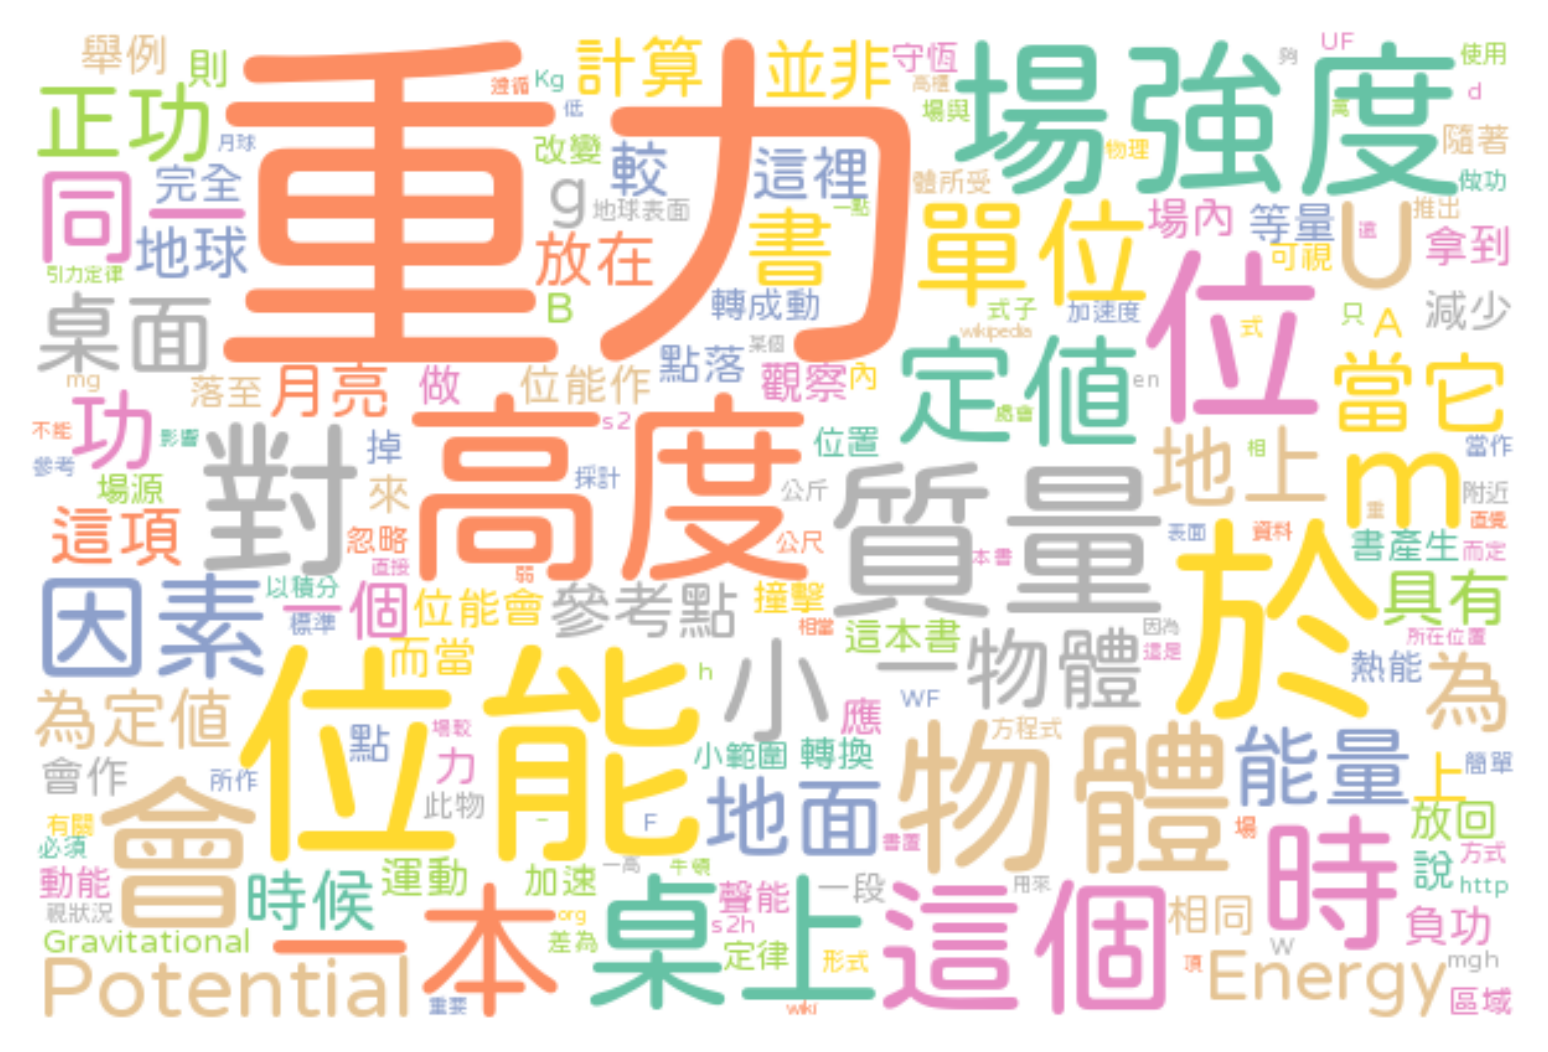 舉例 則 重力 遵循 Kg 計算 並非 守恆 UF 使用
高櫃 場強度 夠 d
正功 月球 低 場與 隨著
改變 物理
同 完全 g 較 這裡 體所受 做功
地球表面 書 一點 單位 場內 等量 U 推出
一 地球 放在 可視 拿到
引力定律 B 轉成動 式子 加速度 位 減少
桌面 wikipedia 式 只 A
點落 某個 定值 當它
mg 落至 月亮 做 位能作 觀察 內 en
功 高度 s2 處會
不能 影響 對 掉 位置 地上 相 當作
參考 場源 來 採計 公斤 質量 m 附近
這項 忽略 公尺 本書 表面 資料 重 直覺
直接 弱 於 書產生 而定
因素 以積分 一個 位能會 參考點 撞擊 具有
標準 相當 這本書 因為 所在位置
而當 小 一物體 這是 熱能 為
為定值 位能 h WF
點 場較 應 方程式
會作 所作 力 小範圍 轉換 物體 能量 上 簡單
會 此物 F 地面 放回
有關 – 書置 場
必須 一高 牛頓 時 方式
動能 時候 運動 加速 聲能 一段 用來 說 http
視狀況 org 桌上 s2h 這個 相同 負功
Gravitational 一本 差為 定律 形式 W mgh
Potential 重要 wiki 頂 Energy 區域